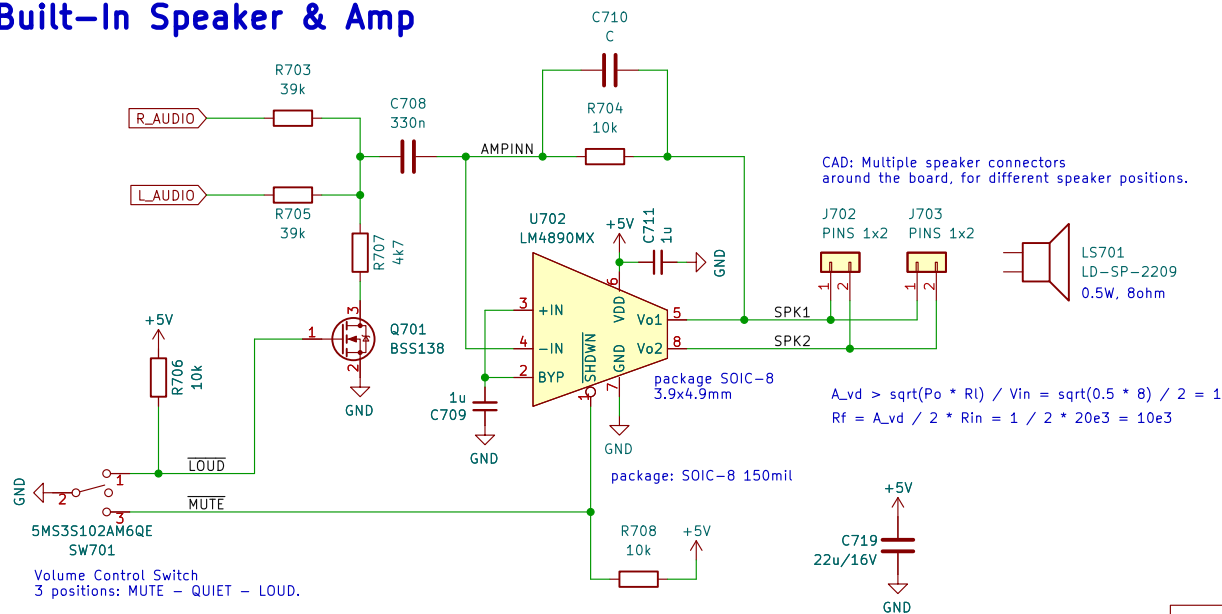 Built-In Speaker & Amp
C710
C
R703
39k
R_AUDIO
C708
330n
R704
10k
AMPINN
L_AUDIO
R705
39k
CAD: Multiple speaker connectors
around the board, for different speaker positions.
R707
4k7
U702
LM4890MX
+5V
C711
1u
GND
J702
PINS 1x2
J703
PINS 1x2
LS701
LD-SP-2209
0.5W, 8ohm
1
2
1
2
6
VDD
3
+IN
5
Vo1
SPK1
4
-IN
8
Vo2
SPK2
2
BYP
SHDWN
1
GND
7
GND
3
1
2
Q701
BSS138
GND
+5V
R706
10k
1u
C709
GND
package SOIC-8
3.9x4.9mm
A_vd > sqrt(Po * Rl) / Vin = sqrt(0.5 * 8) / 2 = 1
Rf = A_vd / 2 * Rin = 1 / 2 * 20e3 = 10e3
package: SOIC-8 150mil
LOUD
GND
1
2
3
MUTE
5MS3S102AM6QE
SW701
Volume Control Switch
3 positions: MUTE - QUIET - LOUD.
R708
10k
+5V
+5V
C719
22u/16V
GND